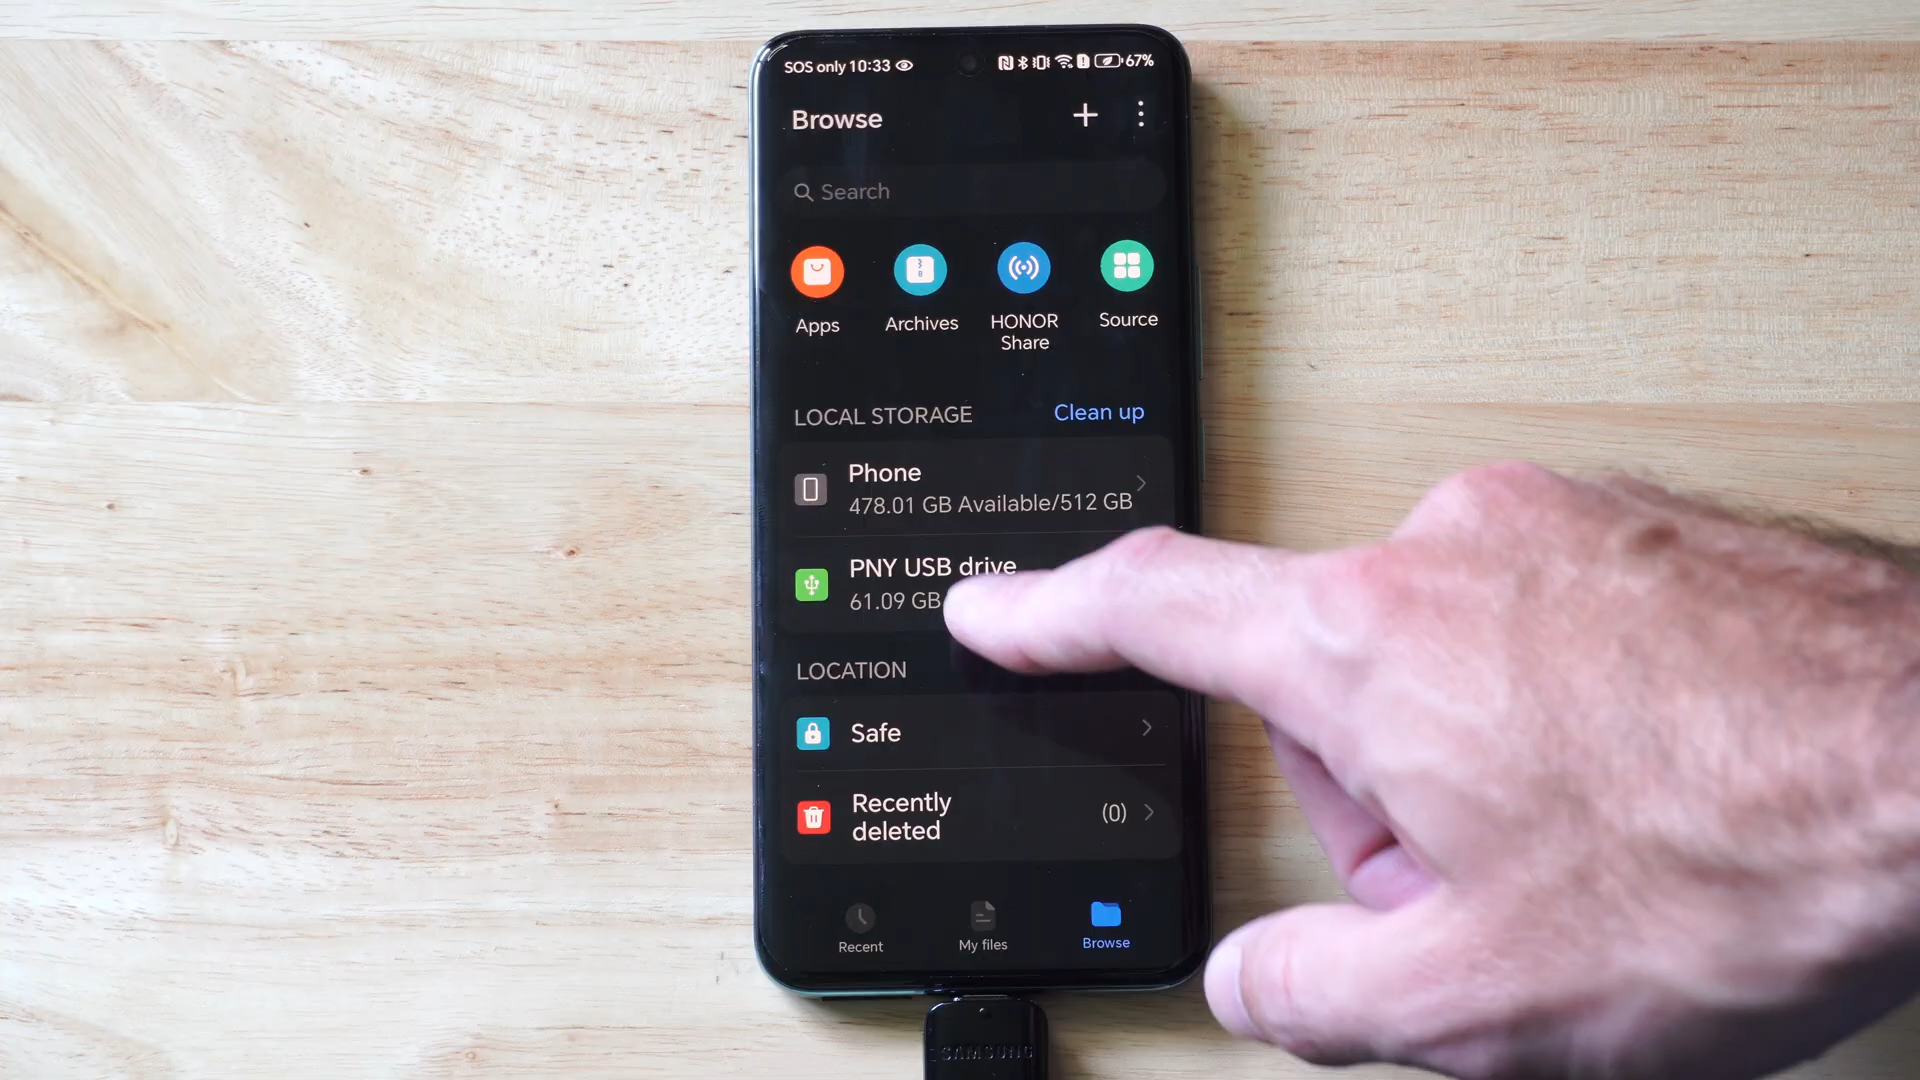 SOS only 10:33
67%
Browse
Search
Apps
Archives
HONOR
Share
Source
LOCAL STORAGE
Clean up
Phone
478.01 GB Available/512 GB
PNY USB drive
61.09 GB
LOCATION
Safe
Recently
deleted
(0)
Recent
My files
Browse
SAMSUNG